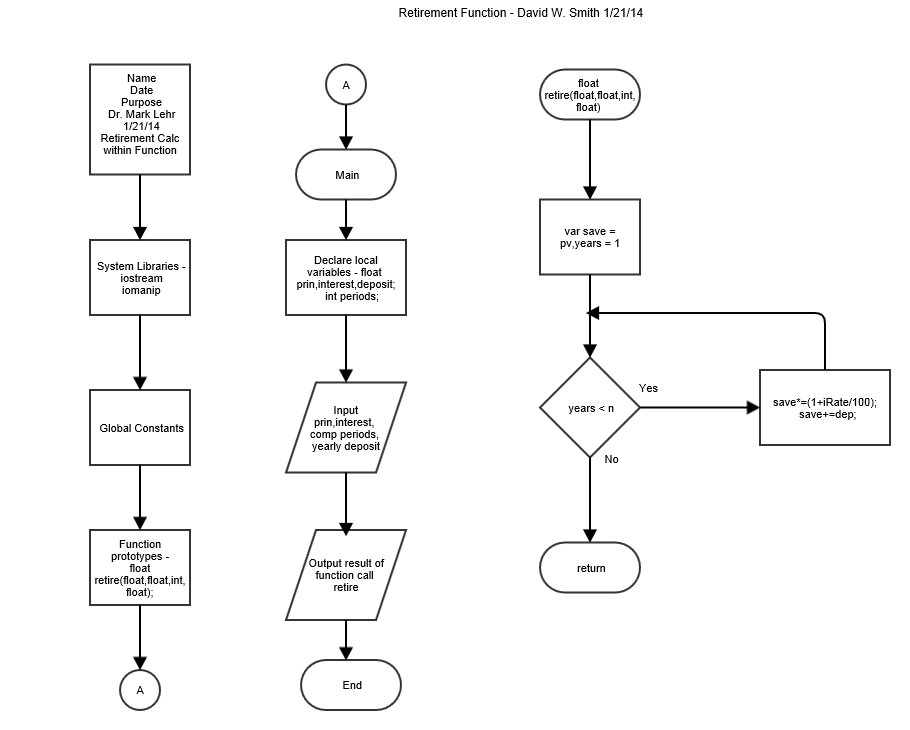 Retirement Function - David W. Smith 1/21/14
Name
Date
Purpose
Dr. Mark Lehr
1/21/14
Retirement Calc
within Function
System Libraries -
iostream
iomanip
Global Constants
Function
prototypes -
float
retire(float,float,int,
float);
A
A
Main
Declare local
variables - float
prin,interest,deposit;
int periods;
Input
prin,interest,
comp periods,
yearly deposit
Output result of
function call
retire
End
float
retire(float,float,int,
float)
var save =
pv,years = 1
years < n
Yes
save*=(1+iRate/100);
save+=dep;
No
return